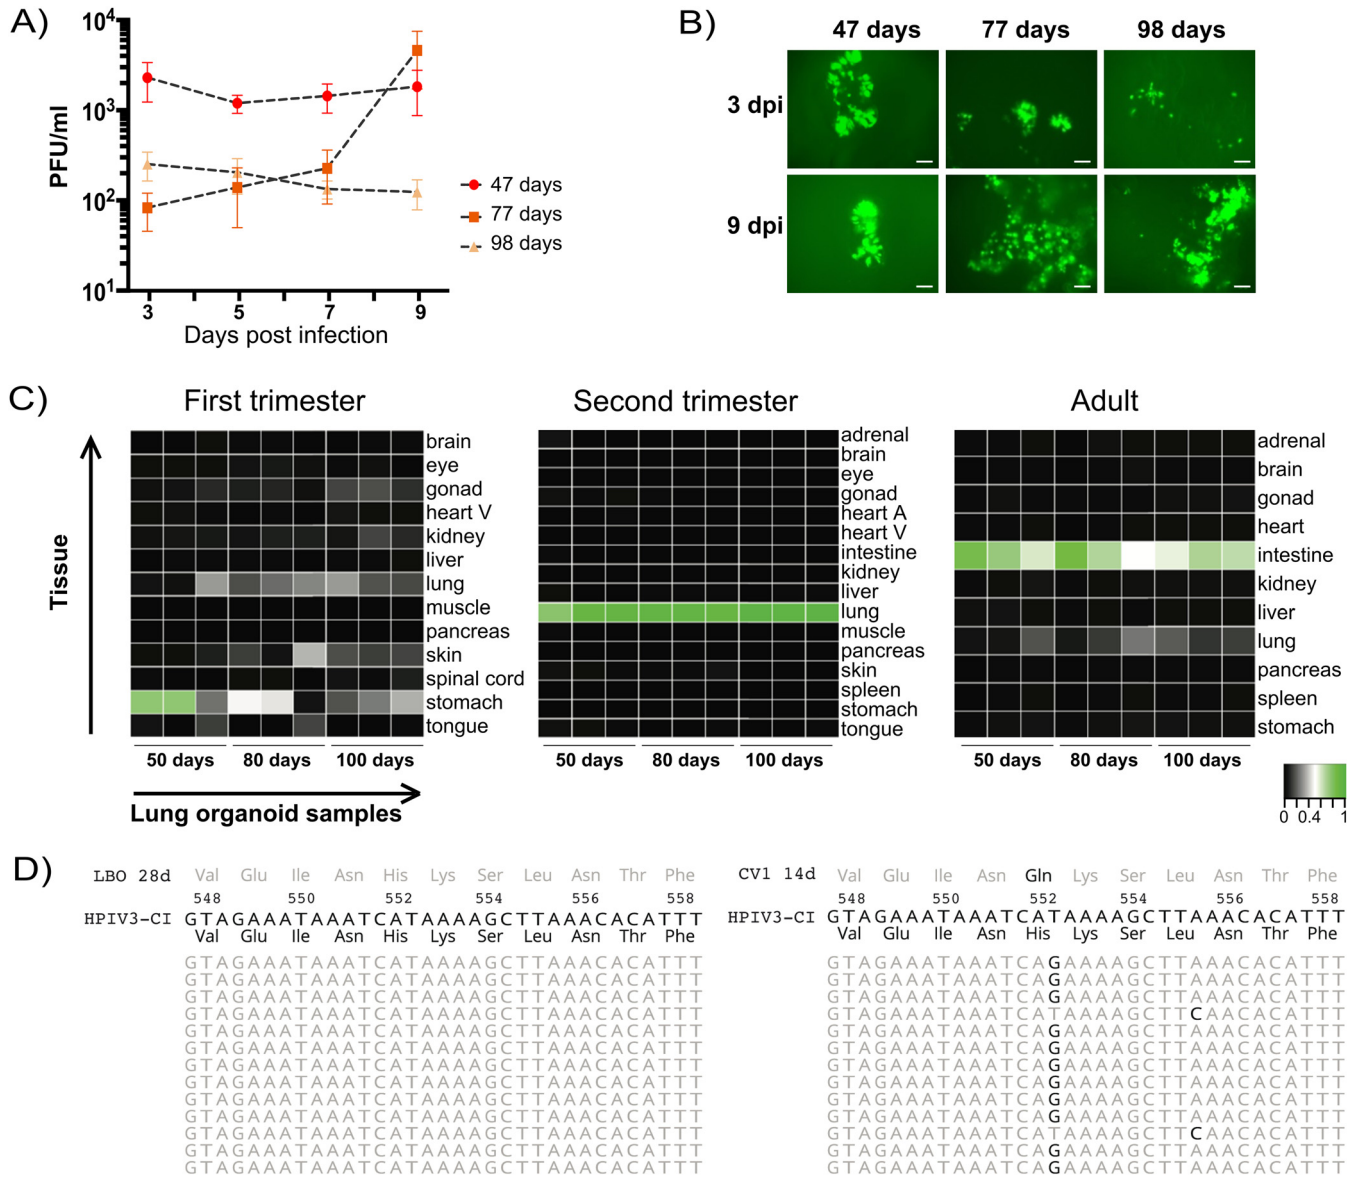 A)
10⁴
10³
10²
10¹
PFU/ml
3 5 7 9
Days post infection
47 days
77 days
98 days
B)
47 days 77 days 98 days
3 dpi
9 dpi
C)
First trimester
Tissue
brain
eye
gonad
heart V
kidney
liver
lung
muscle
pancreas
skin
spinal cord
stomach
tongue
50 days 80 days 100 days
Lung organoid samples
Second trimester
adrenal
brain
eye
gonad
heart A
heart V
intestine
kidney
liver
lung
muscle
pancreas
skin
spleen
stomach
tongue
50 days 80 days 100 days
Adult
adrenal
brain
gonad
heart
intestine
kidney
liver
lung
pancreas
spleen
stomach
50 days 80 days 100 days
0 0.4 1
D)
LBO 28d Val Glu Ile Asn His Lys Ser Leu Asn Thr Phe
548 550 552 554 556 558
HPIV3-CI GTAGAAATAAATCATAAAAGCTTAAACACATTT
Val Glu Ile Asn His Lys Ser Leu Asn Thr Phe
GTAGAAATAAATCATAAAAGCTTAAACACATTT
GTAGAAATAAATCATAAAAGCTTAAACACATTT
GTAGAAATAAATCATAAAAGCTTAAACACATTT
GTAGAAATAAATCATAAAAGCTTAAACACATTT
GTAGAAATAAATCATAAAAGCTTAAACACATTT
GTAGAAATAAATCATAAAAGCTTAAACACATTT
GTAGAAATAAATCATAAAAGCTTAAACACATTT
GTAGAAATAAATCATAAAAGCTTAAACACATTT
GTAGAAATAAATCATAAAAGCTTAAACACATTT
GTAGAAATAAATCATAAAAGCTTAAACACATTT
GTAGAAATAAATCATAAAAGCTTAAACACATTT
GTAGAAATAAATCATAAAAGCTTAAACACATTT
GTAGAAATAAATCATAAAAGCTTAAACACATTT
CV1 14d Val Glu Ile Asn Gln Lys Ser Leu Asn Thr Phe
548 550 552 554 556 558
HPIV3-CI GTAGAAATAAATCATAAAAGCTTAAACACATTT
Val Glu Ile Asn His Lys Ser Leu Asn Thr Phe
GTAGAAATAAATCAGAAAAGCTTAAACACATTT
GTAGAAATAAATCAGAAAAGCTTAAACACATTT
GTAGAAATAAATCAGAAAAGCTTAAACACATTT
GTAGAAATAAATCATAAAAGCTTCAACACATTT
GTAGAAATAAATCAGAAAAGCTTAAACACATTT
GTAGAAATAAATCAGAAAAGCTTAAACACATTT
GTAGAAATAAATCAGAAAAGCTTAAACACATTT
GTAGAAATAAATCAGAAAAGCTTAAACACATTT
GTAGAAATAAATCAGAAAAGCTTAAACACATTT
GTAGAAATAAATCAGAAAAGCTTAAACACATTT
GTAGAAATAAATCATAAAAGCTTCAACACATTT
GTAGAAATAAATCAGAAAAGCTTAAACACATTT
GTAGAAATAAATCAGAAAAGCTTAAACACATTT